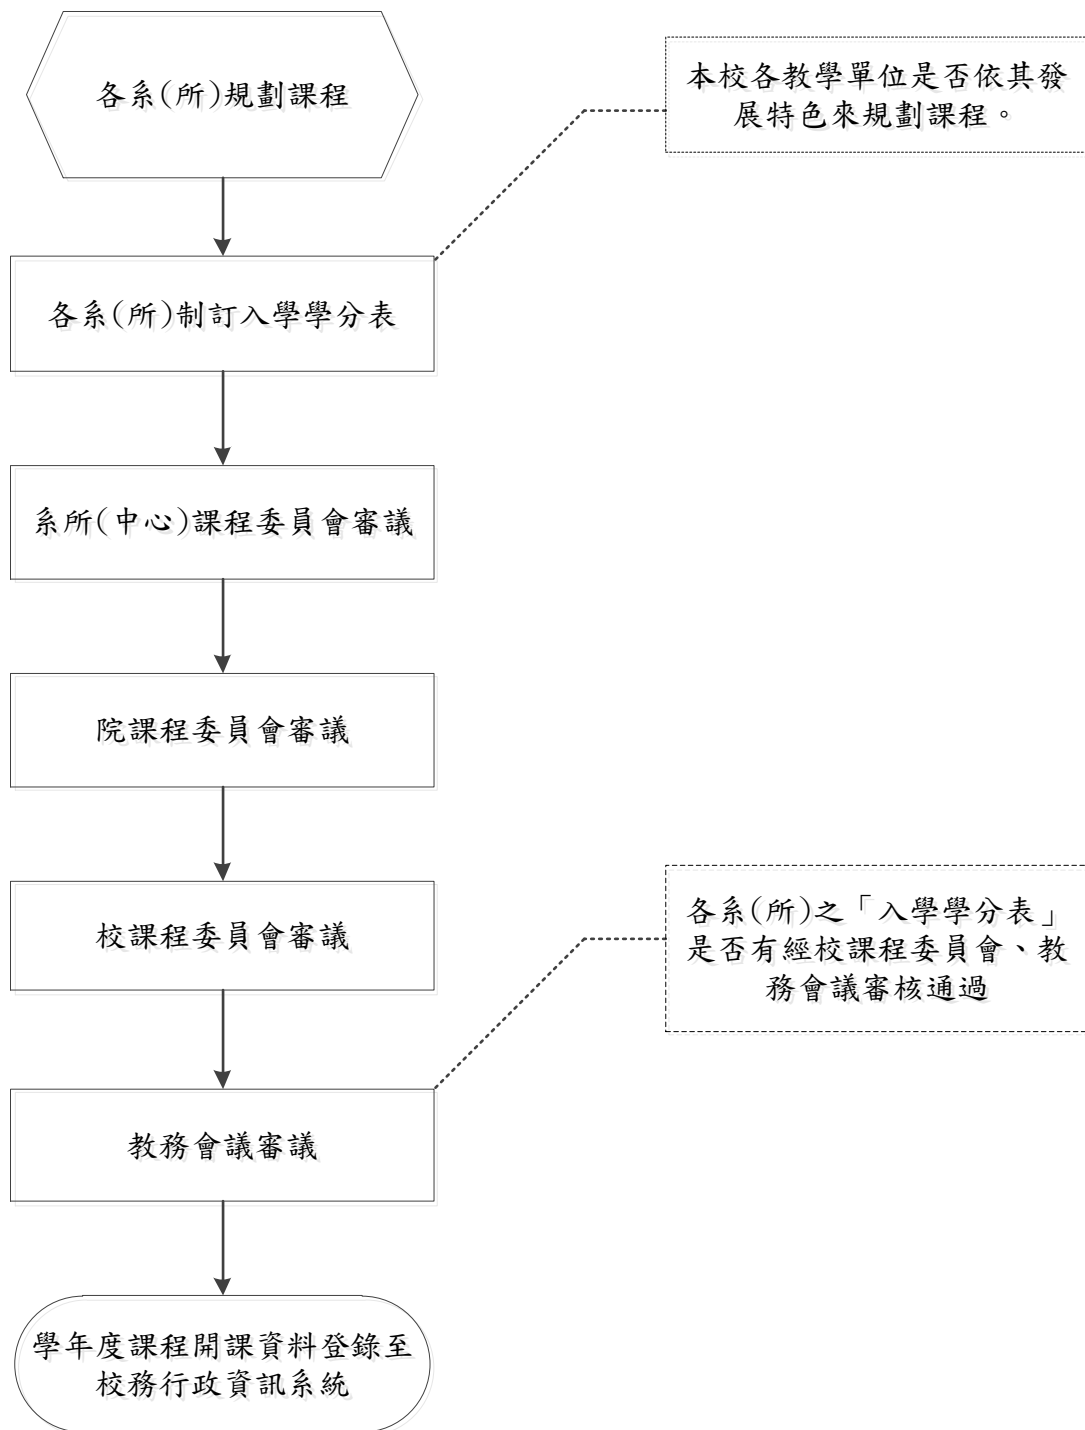 各系(所)規劃課程
本校各教學單位是否依其發
展特色來規劃課程。
各系(所)制訂入學學分表
系所(中心)課程委員會審議
院課程委員會審議
校課程委員會審議
各系(所)之「入學學分表」
是否有經校課程委員會、教
務會議審核通過
教務會議審議
學年度課程開課資料登錄至
校務行政資訊系統